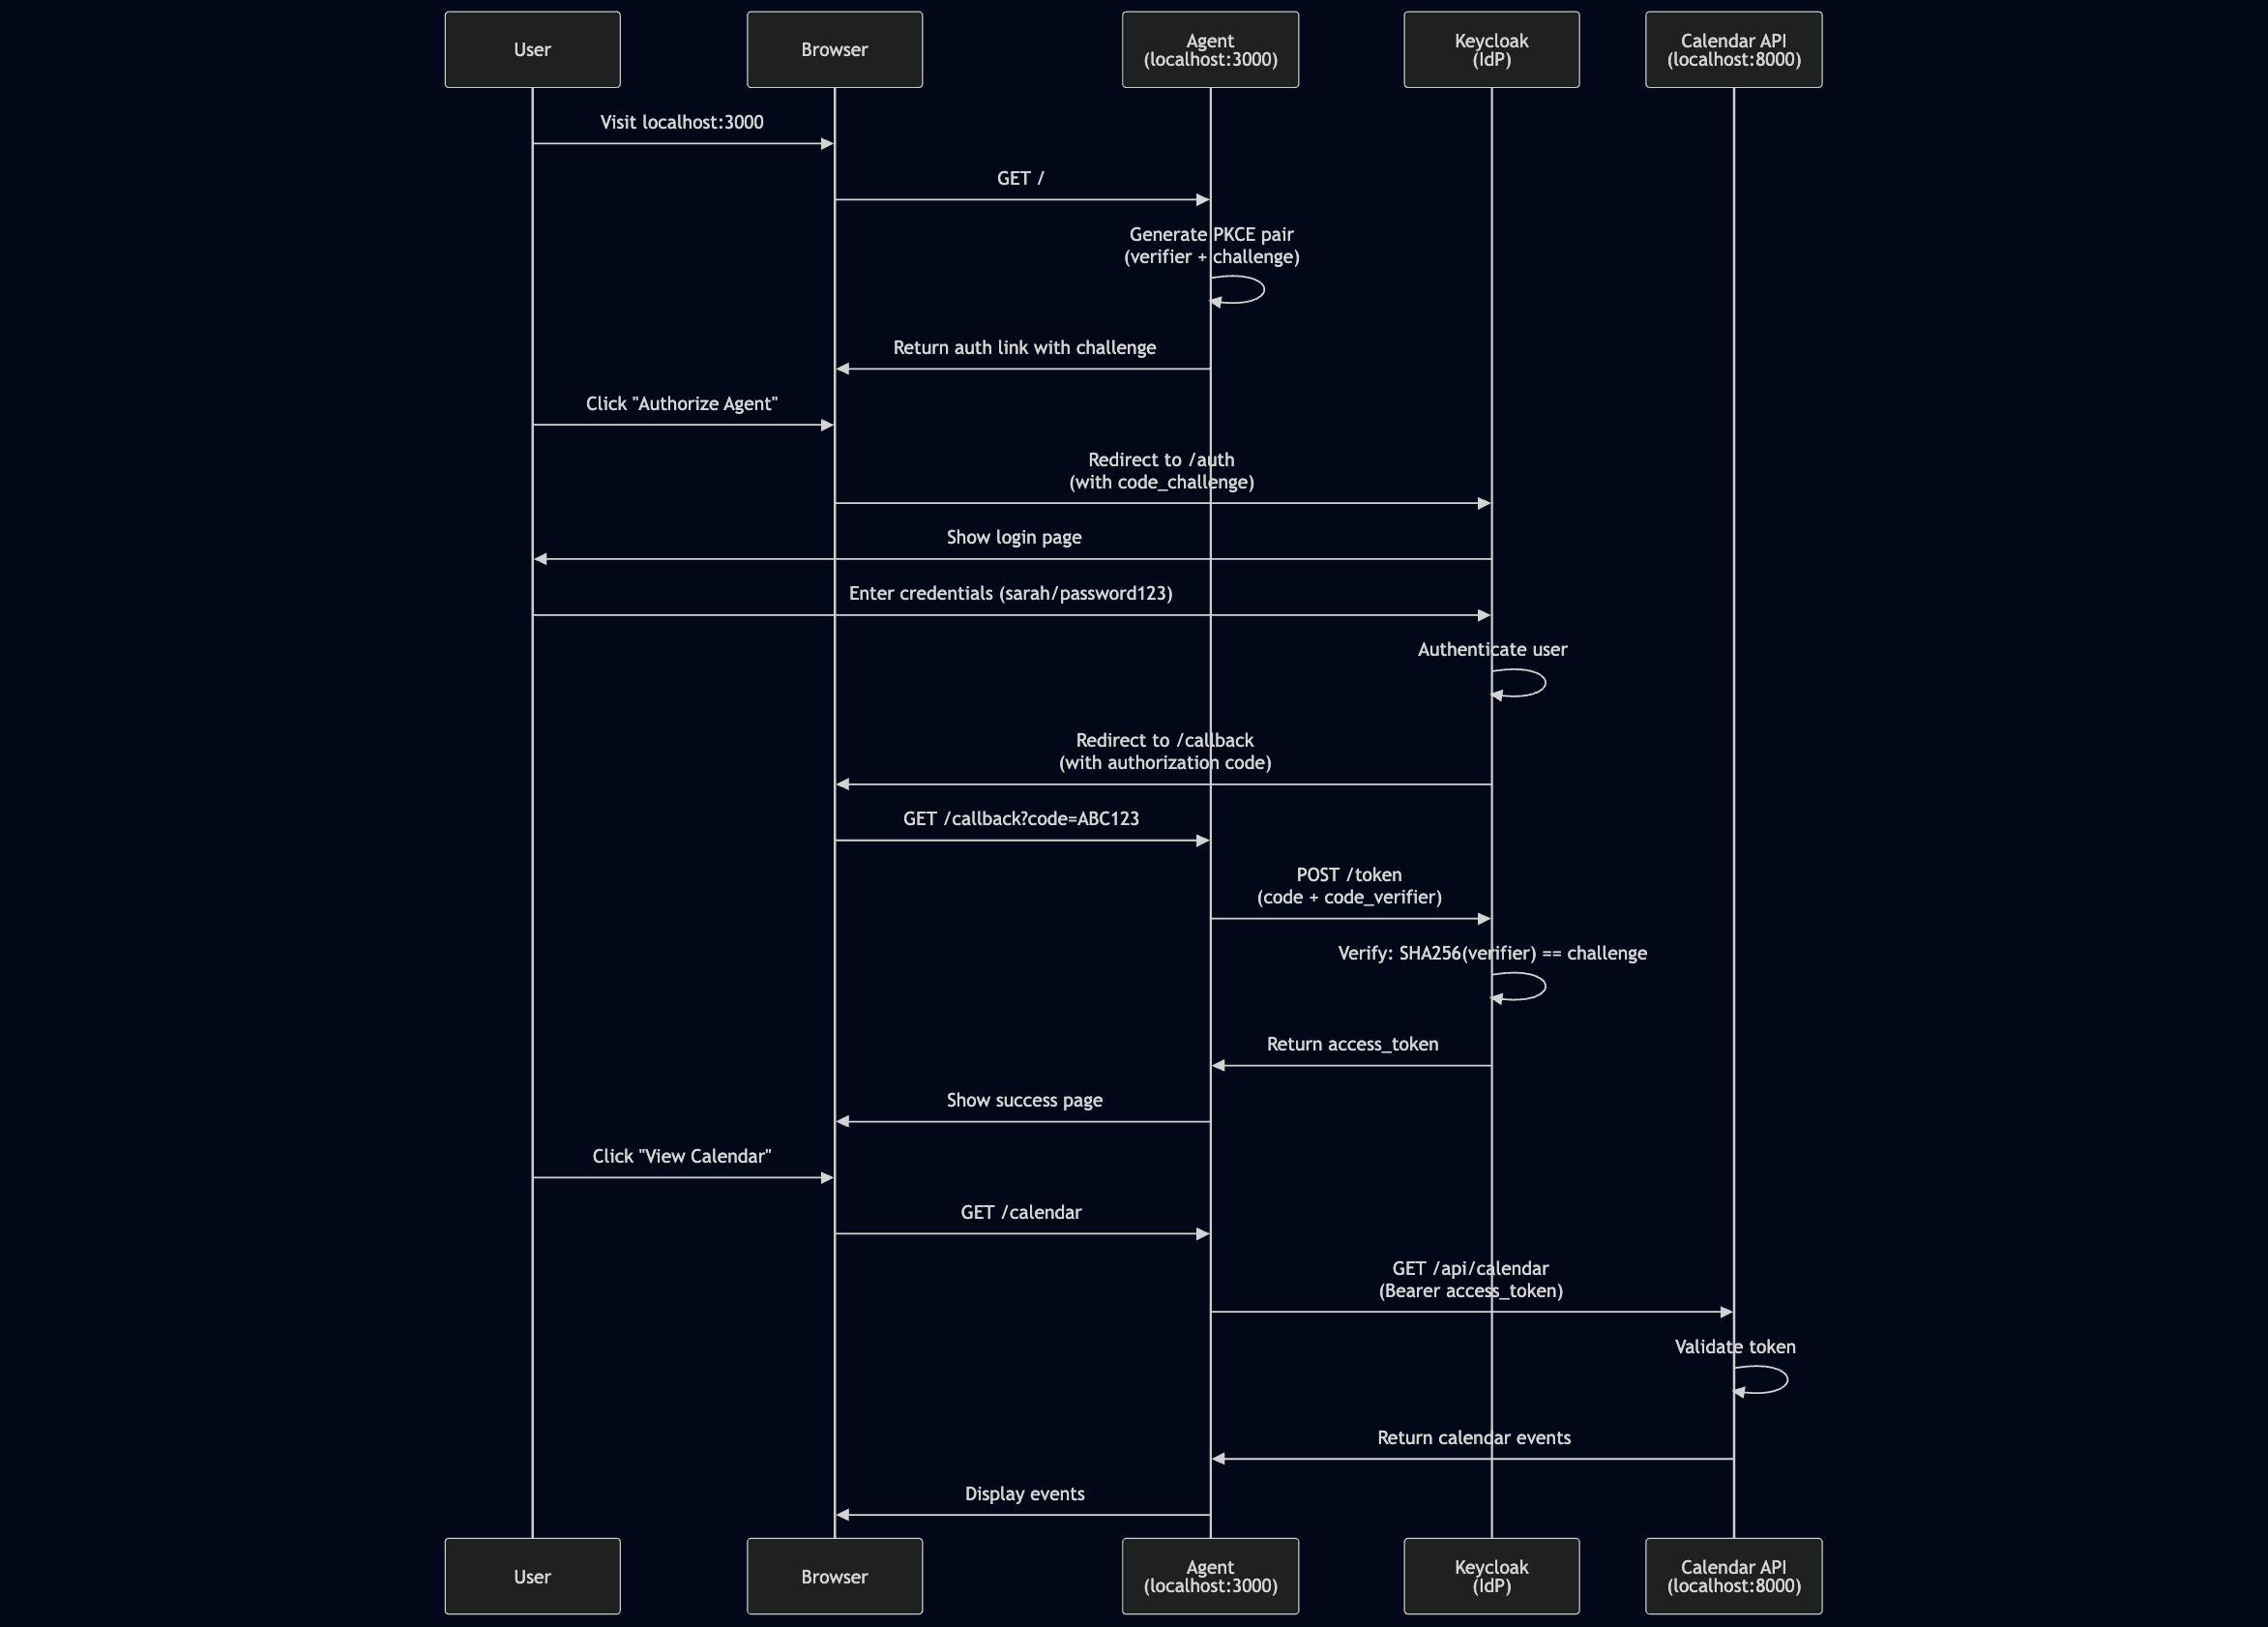 User
Browser
Agent
(localhost:3000)
Keycloak
(IdP)
Calendar API
(localhost:8000)
Visit localhost:3000
GET /
Generate PKCE pair
(verifier + challenge)
Return auth link with challenge
Click "Authorize Agent"
Redirect to /auth
(with code_challenge)
Show login page
Enter credentials (sarah/password123)
Authenticate user
Redirect to /callback
(with authorization code)
GET /callback?code=ABC123
POST /token
(code + code_verifier)
Verify: SHA256(verifier) == challenge
Return access_token
Show success page
Click "View Calendar"
GET /calendar
GET /api/calendar
(Bearer access_token)
Validate token
Return calendar events
Display events
User
Browser
Agent
(localhost:3000)
Keycloak
(IdP)
Calendar API
(localhost:8000)